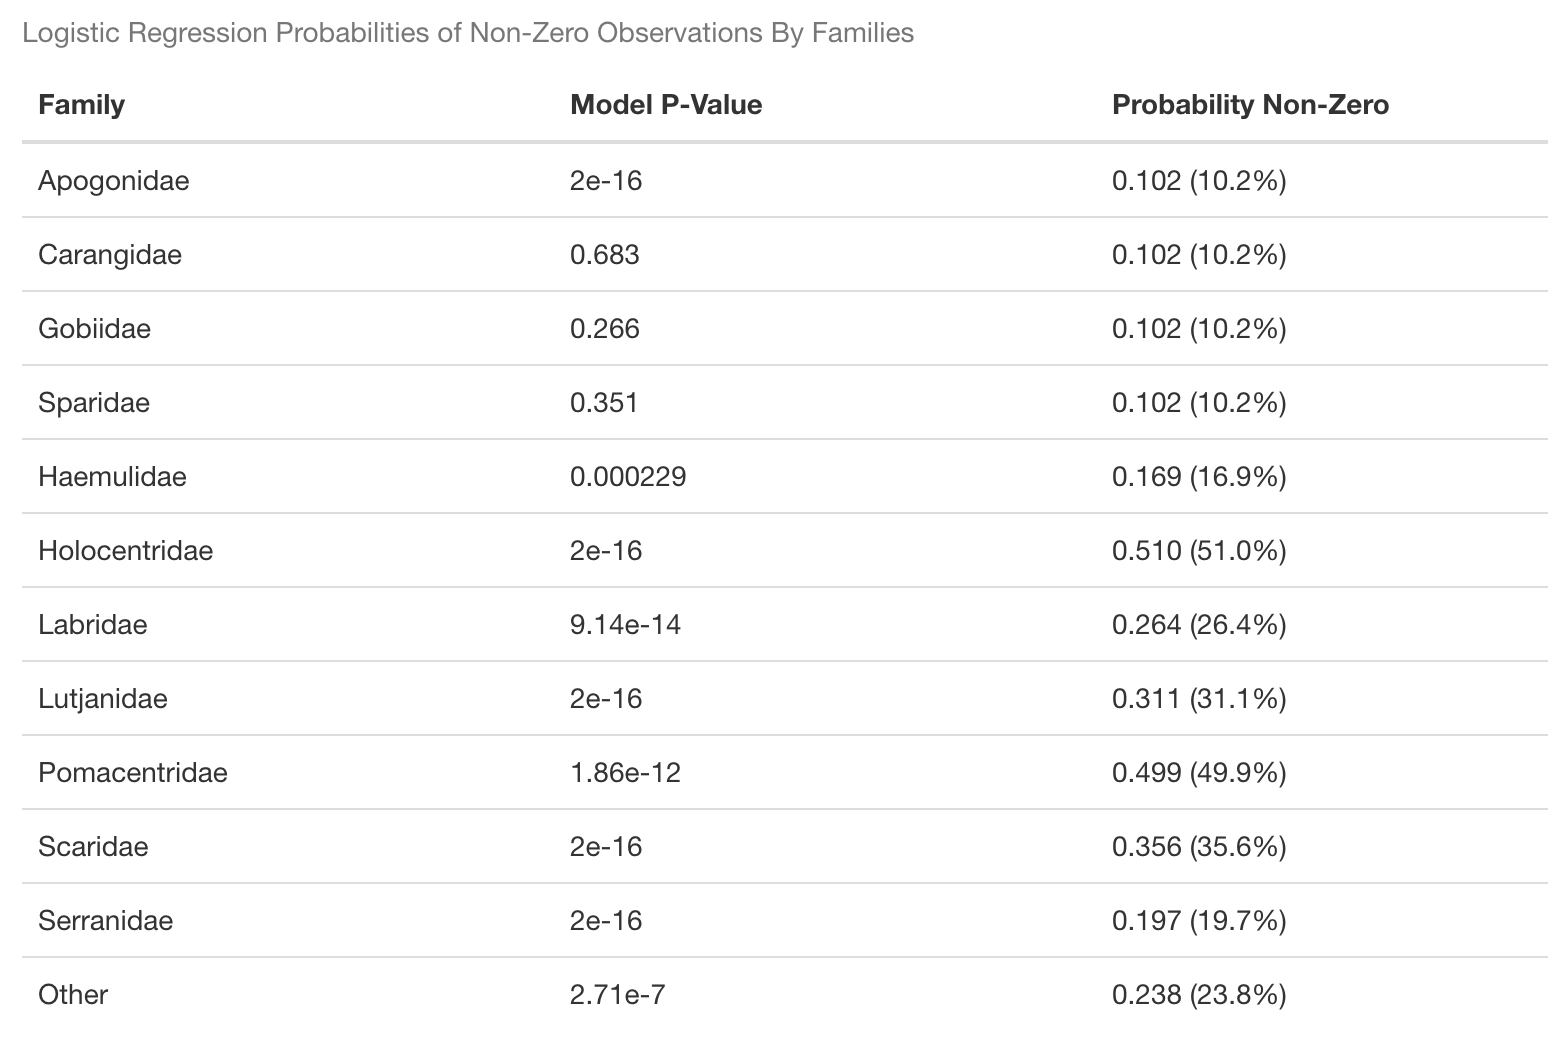 Logistic Regression Probabilities of Non-Zero Observations By Families
Family Model P-Value Probability Non-Zero
Apogonidae 2e-16 0.102 (10.2%)
Carangidae 0.683 0.102 (10.2%)
Gobiidae 0.266 0.102 (10.2%)
Sparidae 0.351 0.102 (10.2%)
Haemulidae 0.000229 0.169 (16.9%)
Holocentridae 2e-16 0.510 (51.0%)
Labridae 9.14e-14 0.264 (26.4%)
Lutjanidae 2e-16 0.311 (31.1%)
Pomacentridae 1.86e-12 0.499 (49.9%)
Scaridae 2e-16 0.356 (35.6%)
Serranidae 2e-16 0.197 (19.7%)
Other 2.71e-7 0.238 (23.8%)